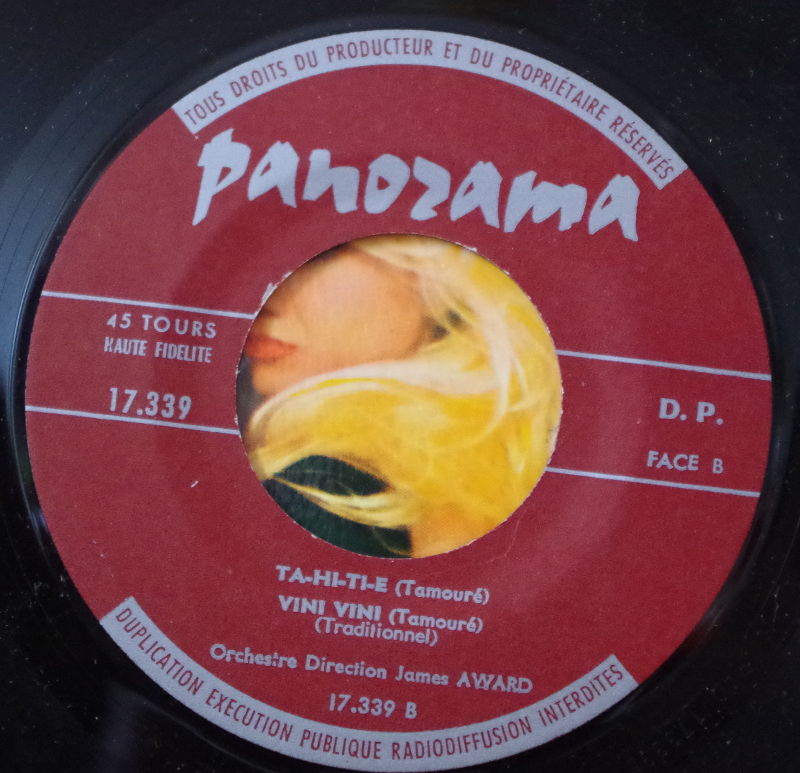 TOUS DROITS DU PRODUCTEUR ET DU PROPRIÉTAIRE RÉSERVÉS
panorama
45 TOURS
HAUTE FIDELITE
17.339
D. P.
FACE B
TA-HI-TI-E (Tamouré)
VINI VINI (Tamouré)
(Traditionnel)
Orchestre Direction James AWARD
17.339 B
DUPLICATION EXECUTION PUBLIQUE RADIODIFFUSION INTERDITES